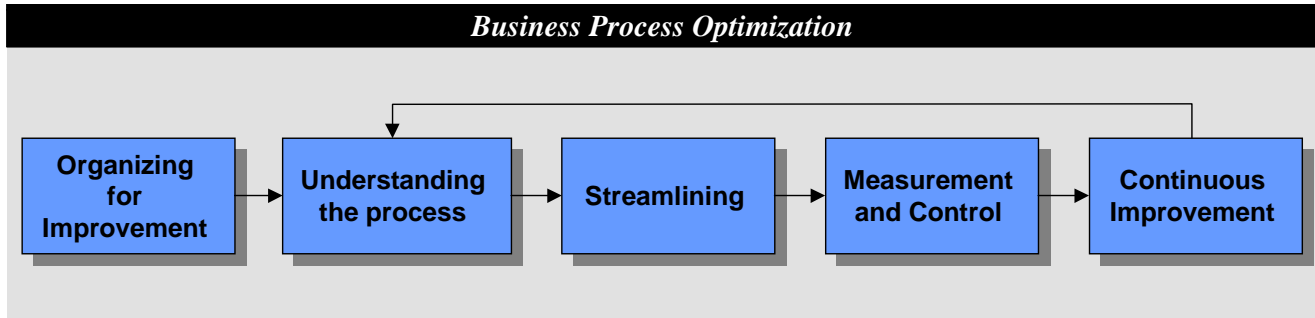 Business Process Optimization
Organizing
for
Improvement
Understanding
the process
Streamlining
Measurement
and Control
Continuous
Improvement